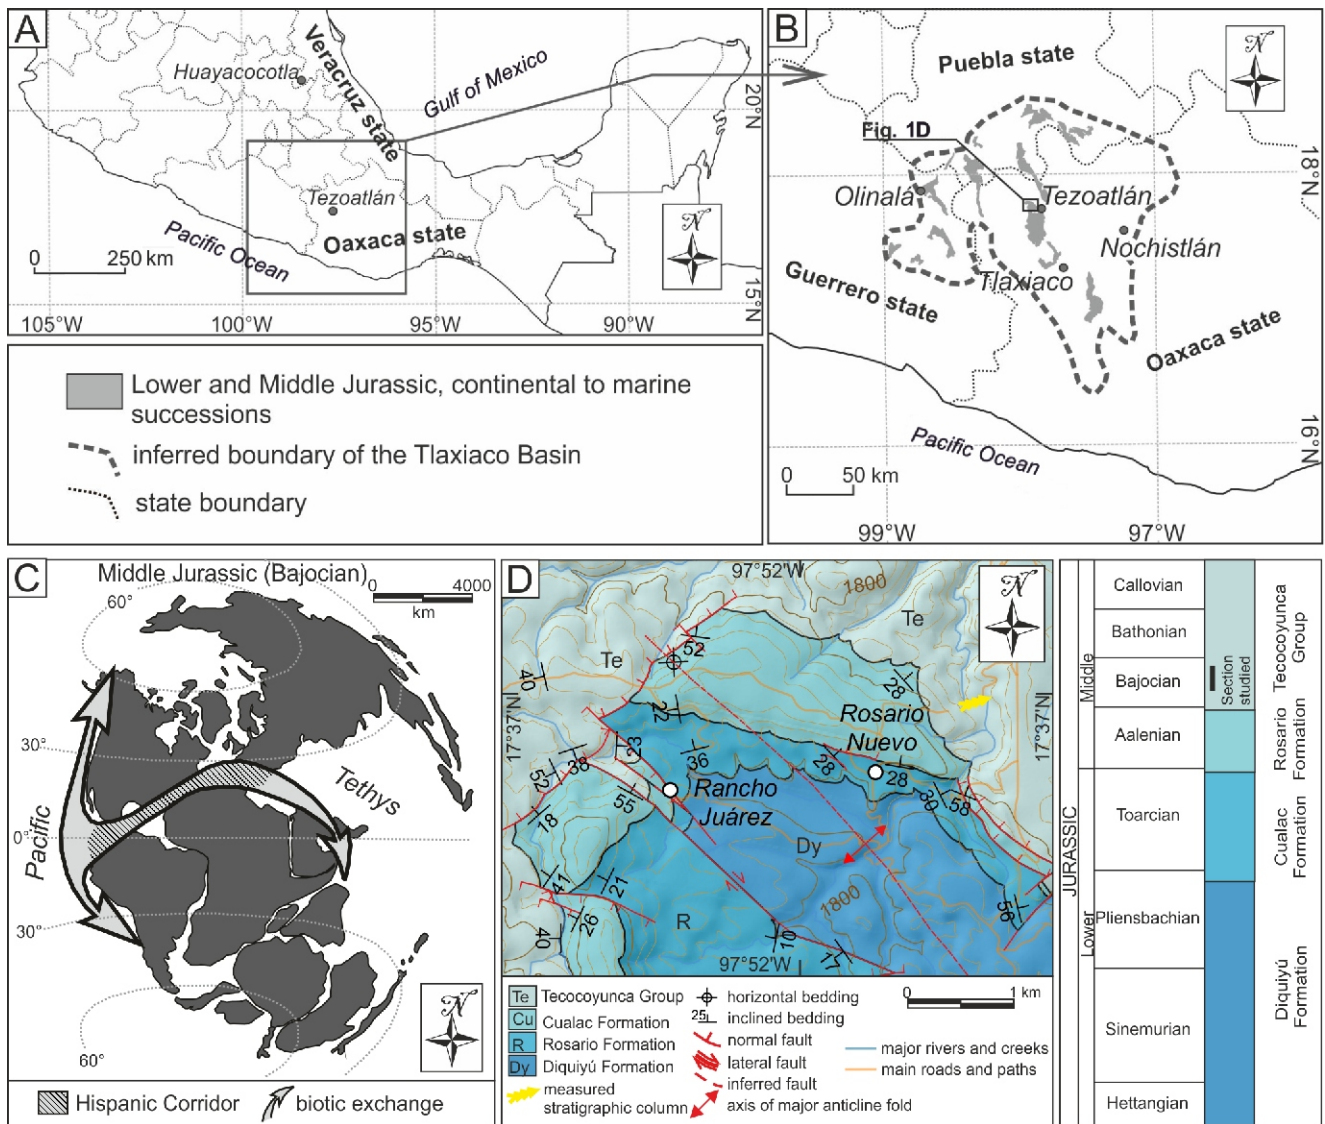 A
Huayacocotla
Veracruz state
Gulf of Mexico
20°N
Tezoatlán
Oaxaca state
Pacific Ocean
N
0 250 km
15°N
105°W 100°W 95°W 90°W
B
Puebla state
N
Fig. 1D
18°N
Olinalá
Tezoatlán
Nochistlán
Guerrero state
Tlaxiaco
Oaxaca state
Pacific Ocean
16°N
0 50 km
99°W 97°W
Lower and Middle Jurassic, continental to marine
successions
inferred boundary of the Tlaxiaco Basin
state boundary
C
Middle Jurassic (Bajocian)
0 4000
km
60°
30°
Tethys
Pacific
0°
30°
60°
N
Hispanic Corridor
biotic exchange
D
97°52'W
1800
N
Te
Te
52
40
28
17°37'N
17°37'N
22
Rosario
Nuevo
23
38
36
28
28
52
Rancho
Juárez
55
30
58
18
Dy
41
21
1800
56
26
R
40
10
17
97°52'W
Te Tecocoyunca Group
Cu Cualac Formation
R Rosario Formation
Dy Diquiyú Formation
measured
stratigraphic column
horizontal bedding
25 inclined bedding
normal fault
lateral fault
inferred fault
axis of major anticline fold
0 1 km
major rivers and creeks
main roads and paths
JURASSIC
Middle
Lower
Callovian
Bathonian
Bajocian
Aalenian
Toarcian
Pliensbachian
Sinemurian
Hettangian
Section
studied
Tecocoyunca
Group
Rosario
Formation
Cualac
Formation
Diquiyú
Formation